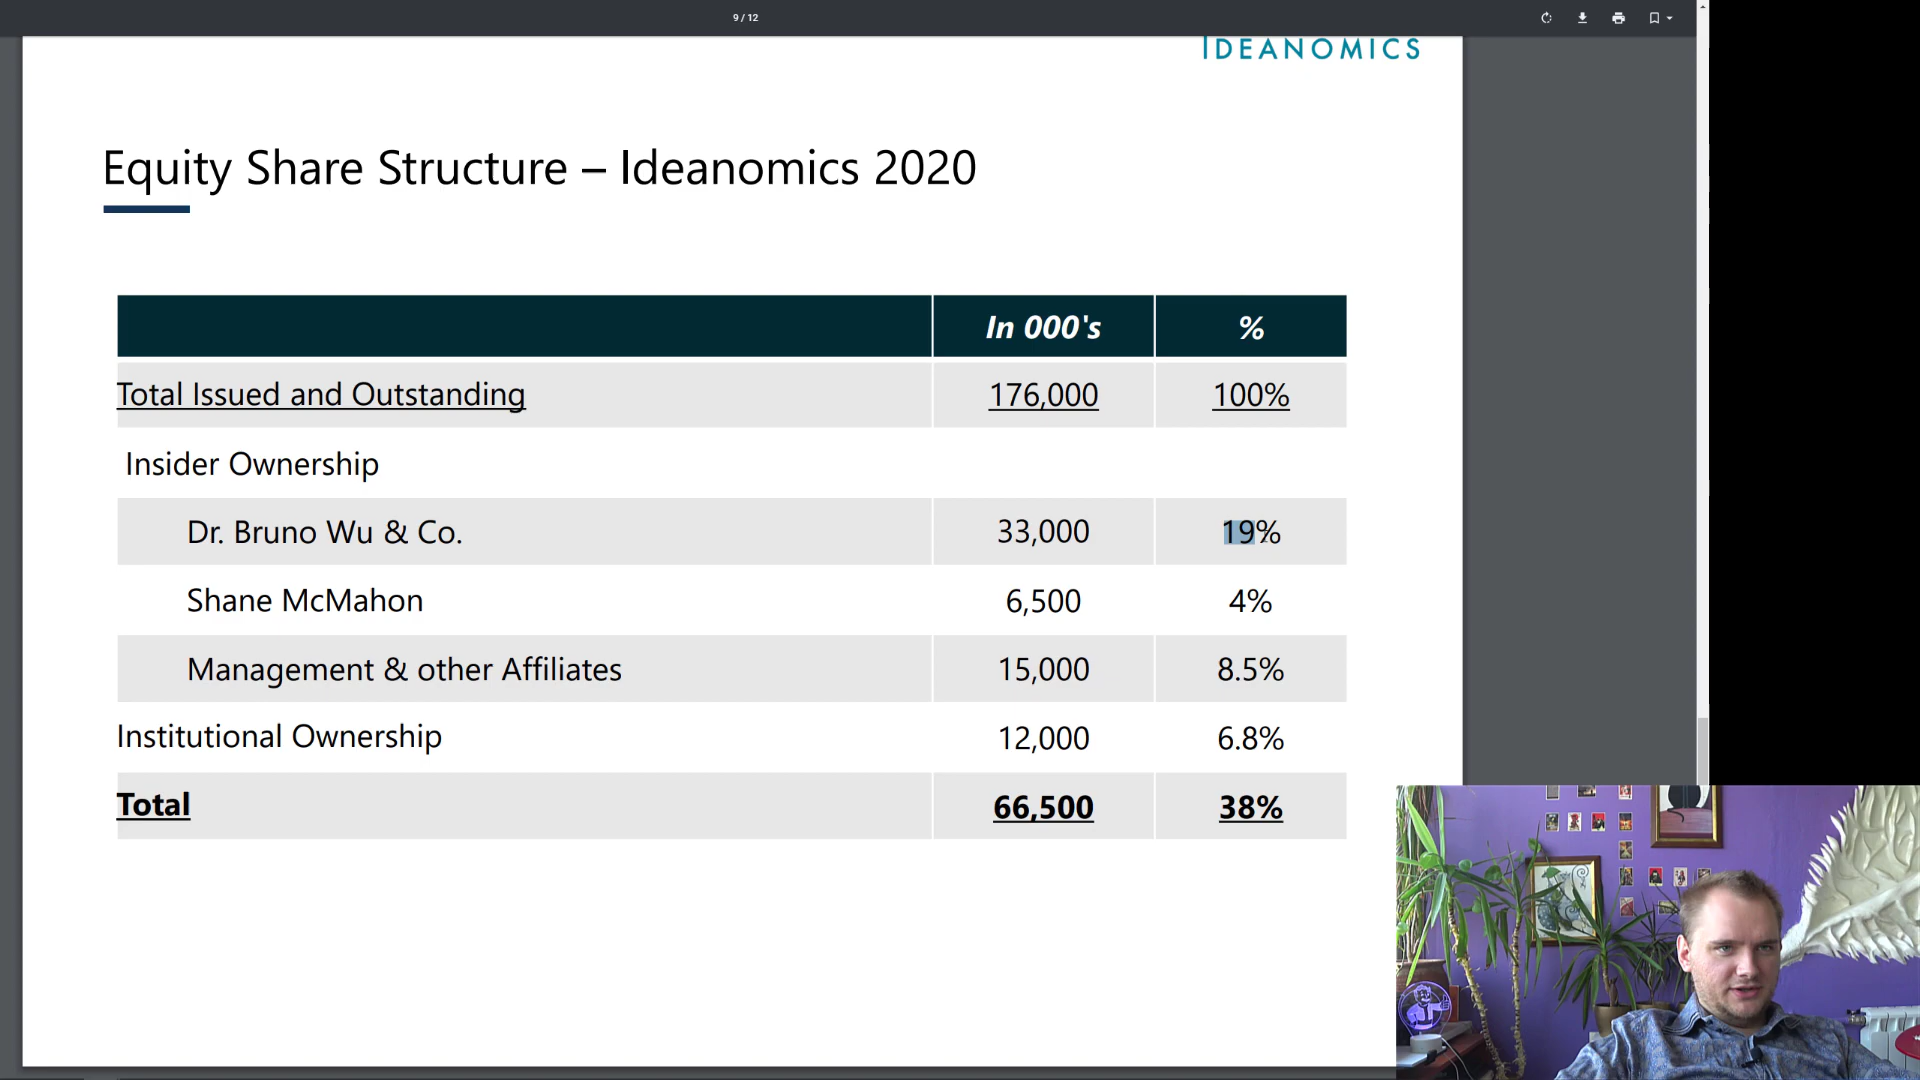 9 / 12
IDEANOMICS
Equity Share Structure – Ideanomics 2020
In 000's %
Total Issued and Outstanding 176,000 100%
Insider Ownership
Dr. Bruno Wu & Co. 33,000 19%
Shane McMahon 6,500 4%
Management & other Affiliates 15,000 8.5%
Institutional Ownership 12,000 6.8%
Total 66,500 38%